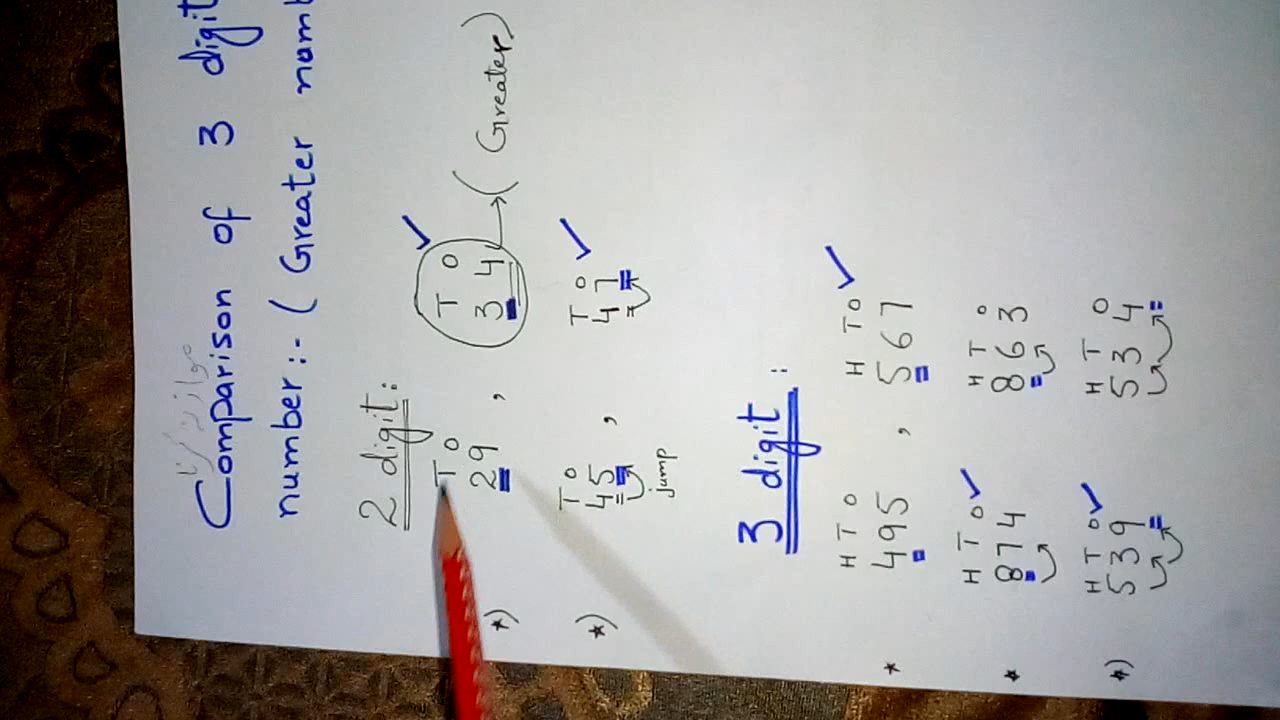 Comparison of 3 digit
number:- ( Greater numb
2 digit:
T O T O
*) 29 , 34 → ( Greater)
T O T O
*) 45 , 47
jump
3 digit :
H T O H T O
* 495 , 567
H T O H T O
* 874 863
H T O H T O
*) 539 534